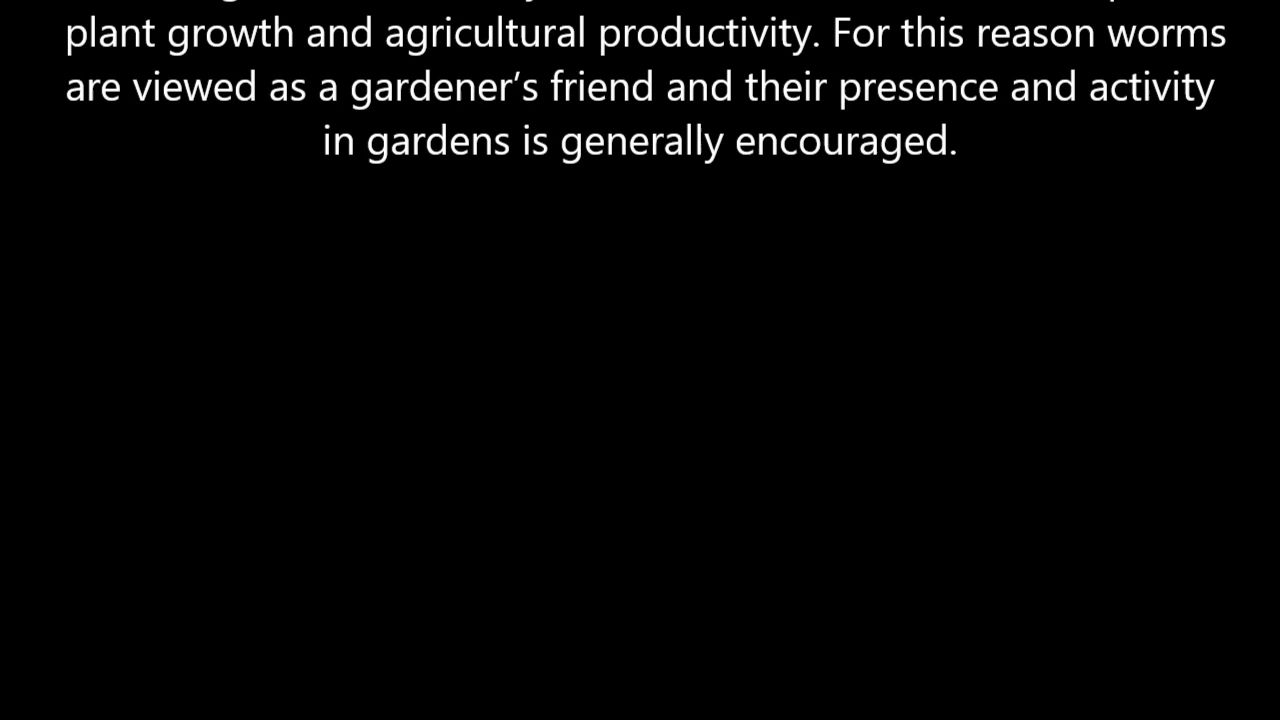 plant growth and agricultural productivity. For this reason worms
are viewed as a gardener’s friend and their presence and activity
in gardens is generally encouraged.